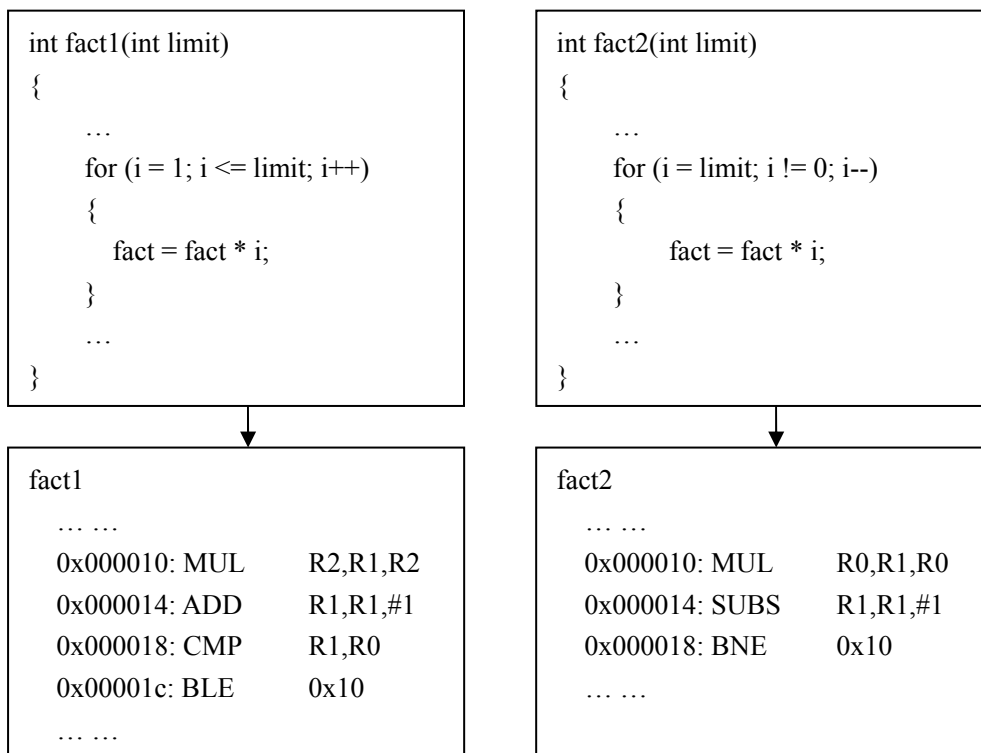 int fact1(int limit)
{
…
for (i = 1; i <= limit; i++)
{
fact = fact * i;
}
…
}
int fact2(int limit)
{
…
for (i = limit; i != 0; i--)
{
fact = fact * i;
}
…
}
fact1
… …
0x000010: MUL R2,R1,R2
0x000014: ADD R1,R1,#1
0x000018: CMP R1,R0
0x00001c: BLE 0x10
… …
fact2
… …
0x000010: MUL R0,R1,R0
0x000014: SUBS R1,R1,#1
0x000018: BNE 0x10
… …